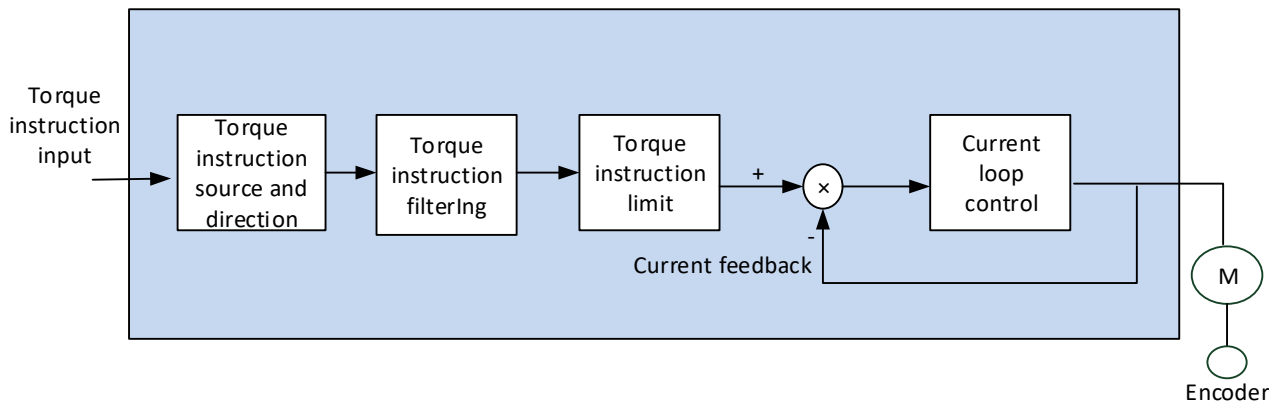 Torque
instruction
input
Torque
instruction
source and
direction
Torque
instruction
filterIng
Torque
instruction
limit
+
×
-
Current feedback
Current
loop
control
M
Encoder